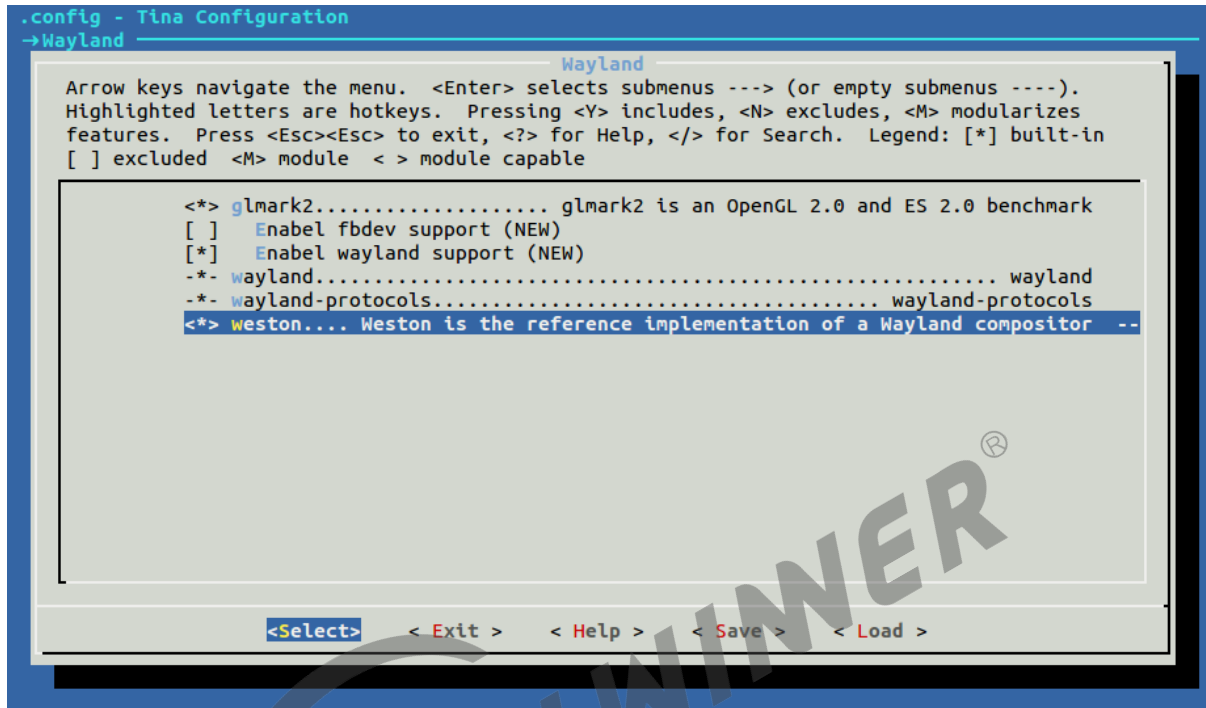 .config - Tina Configuration
→Wayland
Wayland
Arrow keys navigate the menu.  <Enter> selects submenus ---> (or empty submenus ----).
Highlighted letters are hotkeys.  Pressing <Y> includes, <N> excludes, <M> modularizes
features.  Press <Esc><Esc> to exit, <?> for Help, </> for Search.  Legend: [*] built-in
[ ] excluded  <M> module  < > module capable
<*> glmark2.................... glmark2 is an OpenGL 2.0 and ES 2.0 benchmark
[ ]   Enabel fbdev support (NEW)
[*]   Enabel wayland support (NEW)
-*- wayland.......................................................... wayland
-*- wayland-protocols...................................... wayland-protocols
<*> weston.... Weston is the reference implementation of a Wayland compositor  --
<Select>    < Exit >    < Help >    < Save >    < Load >
WINNER®